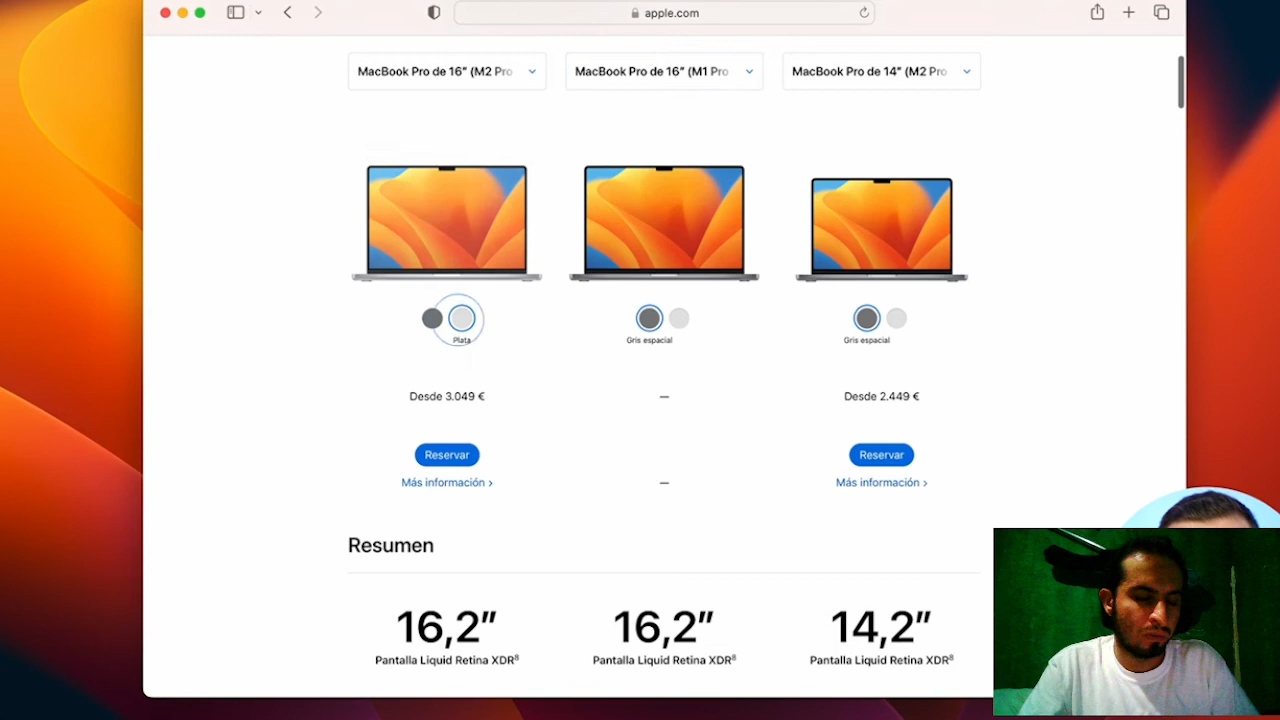 apple.com
MacBook Pro de 16" (M2 Pro
MacBook Pro de 16" (M1 Pro
MacBook Pro de 14" (M2 Pro
Plata
Gris espacial
Gris espacial
Desde 3.049 €
—
Desde 2.449 €
Reservar
Reservar
Más información >
—
Más información >
Resumen
16,2"
16,2"
14,2"
Pantalla Liquid Retina XDR⁸
Pantalla Liquid Retina XDR⁸
Pantalla Liquid Retina XDR⁸